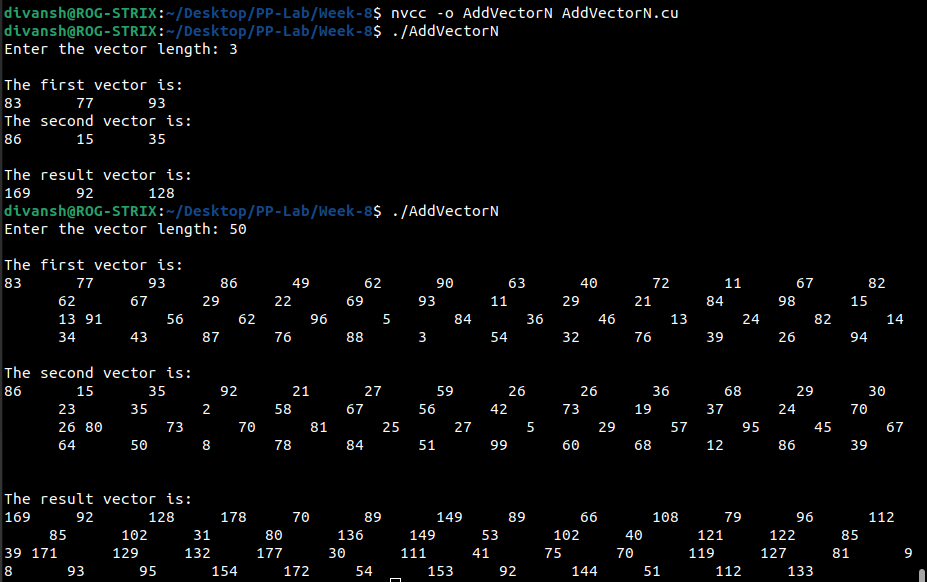 divansh@ROG-STRIX:~/Desktop/PP-Lab/Week-8$ nvcc -o AddVectorN AddVectorN.cu
divansh@ROG-STRIX:~/Desktop/PP-Lab/Week-8$ ./AddVectorN
Enter the vector length: 3
The first vector is:
83 77 93
The second vector is:
86 15 35
The result vector is:
169 92 128
divansh@ROG-STRIX:~/Desktop/PP-Lab/Week-8$ ./AddVectorN
Enter the vector length: 50
The first vector is:
83 77 93 86 49 62 90 63 40 72 11 67 82
62 67 29 22 69 93 11 29 21 84 98 15
13 91 56 62 96 5 84 36 46 13 24 82 14
34 43 87 76 88 3 54 32 76 39 26 94
The second vector is:
86 15 35 92 21 27 59 26 26 36 68 29 30
23 35 2 58 67 56 42 73 19 37 24 70
26 80 73 70 81 25 27 5 29 57 95 45 67
64 50 8 78 84 51 99 60 68 12 86 39
The result vector is:
169 92 128 178 70 89 149 89 66 108 79 96 112
85 102 31 80 136 149 53 102 40 121 122 85
39 171 129 132 177 30 111 41 75 70 119 127 81 9
8 93 95 154 172 54 153 92 144 51 112 133